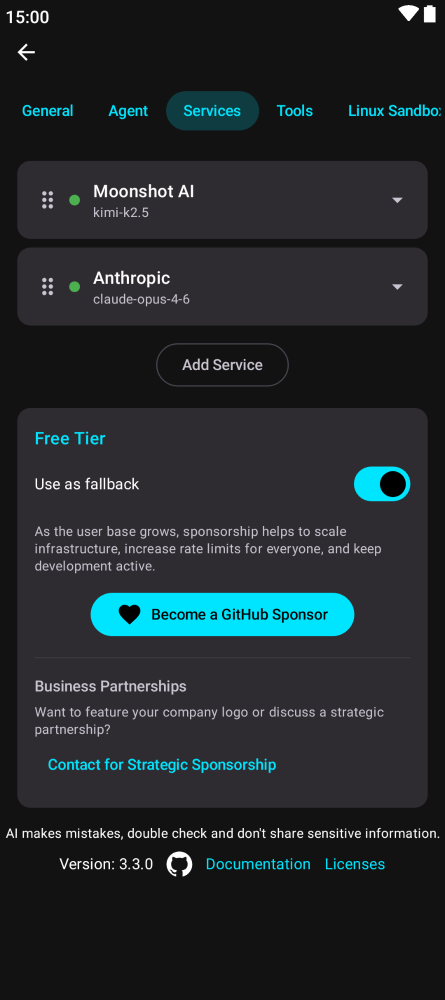 15:00
General
Agent
Services
Tools
Linux Sandbo
Moonshot AI
kimi-k2.5
Anthropic
claude-opus-4-6
Add Service
Free Tier
Use as fallback
As the user base grows, sponsorship helps to scale
infrastructure, increase rate limits for everyone, and keep
development active.
Become a GitHub Sponsor
Business Partnerships
Want to feature your company logo or discuss a strategic
partnership?
Contact for Strategic Sponsorship
AI makes mistakes, double check and don't share sensitive information.
Version: 3.3.0
Documentation
Licenses